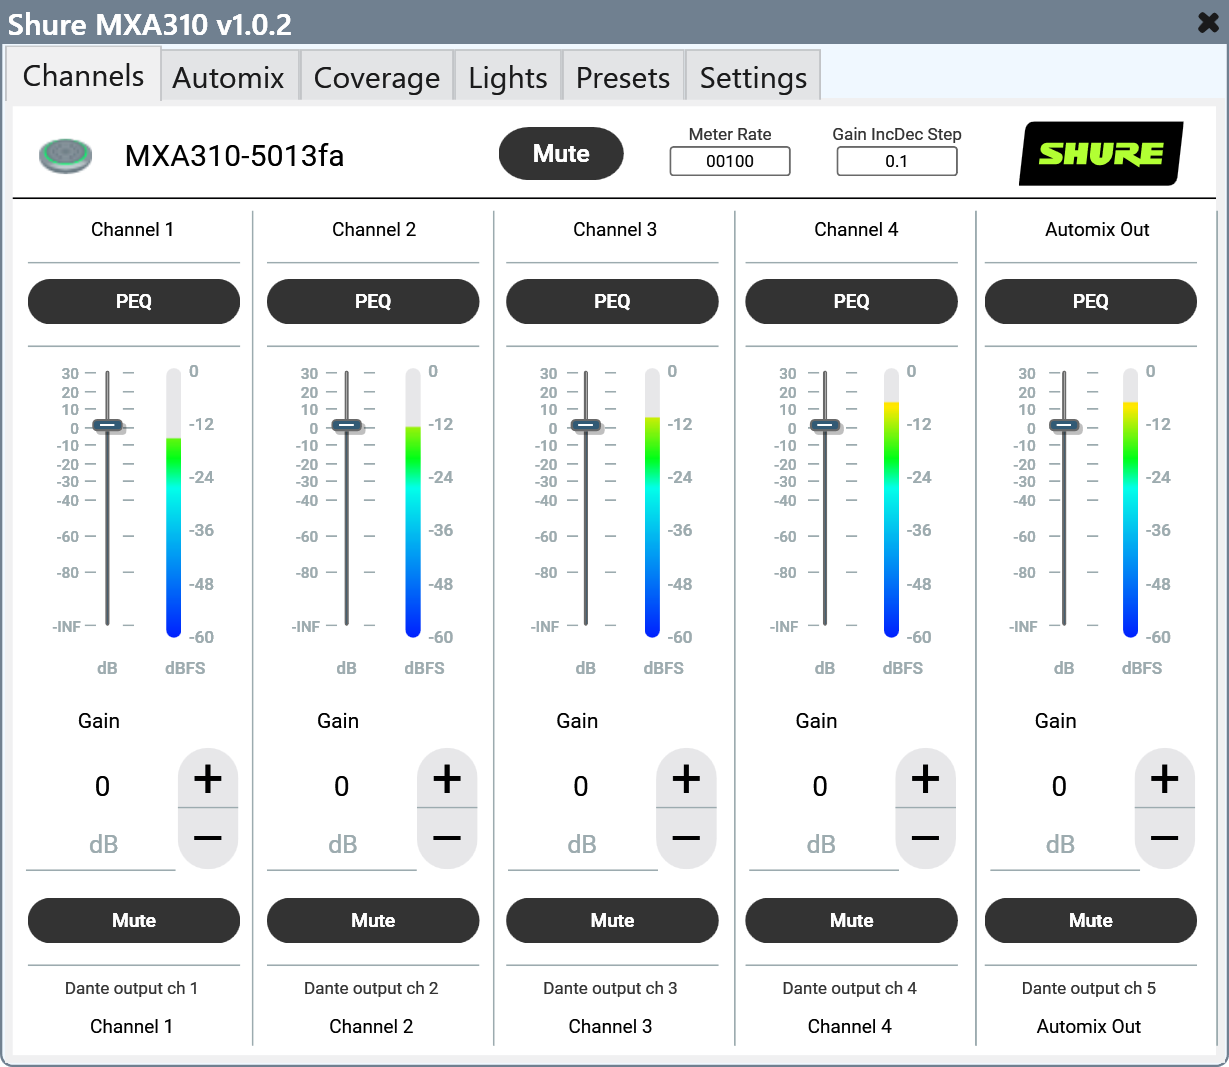 Shure MXA310 v1.0.2
Channels Automix Coverage Lights Presets Settings
MXA310-5013fa
Mute
Meter Rate
00100
Gain IncDec Step
0.1
SHURE
Channel 1 Channel 2 Channel 3 Channel 4 Automix Out
PEQ PEQ PEQ PEQ PEQ
30 0 30 0 30 0 30 0 30 0
20 20 20 20 20
10 10 10 10 10
0 -12 0 -12 0 -12 0 -12 0 -12
-10 -10 -10 -10 -10
-20 -24 -20 -24 -20 -24 -20 -24 -20 -24
-30 -30 -30 -30 -30
-40 -40 -40 -40 -40
-60 -36 -60 -36 -60 -36 -60 -36 -60 -36
-80 -48 -80 -48 -80 -48 -80 -48 -80 -48
-INF -60 -INF -60 -INF -60 -INF -60 -INF -60
dB dBFS dB dBFS dB dBFS dB dBFS dB dBFS
Gain Gain Gain Gain Gain
0 + 0 + 0 + 0 + 0 +
dB − dB − dB − dB − dB −
Mute Mute Mute Mute Mute
Dante output ch 1 Dante output ch 2 Dante output ch 3 Dante output ch 4 Dante output ch 5
Channel 1 Channel 2 Channel 3 Channel 4 Automix Out